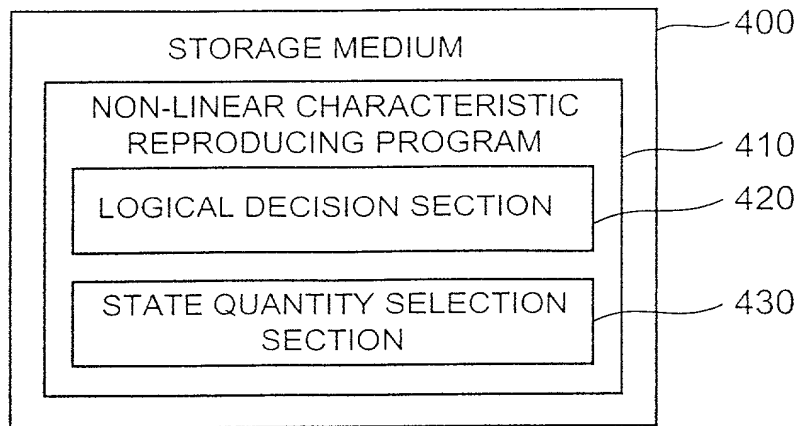 STORAGE MEDIUM
400
NON-LINEAR CHARACTERISTIC
REPRODUCING PROGRAM
410
LOGICAL DECISION SECTION
420
STATE QUANTITY SELECTION
SECTION
430